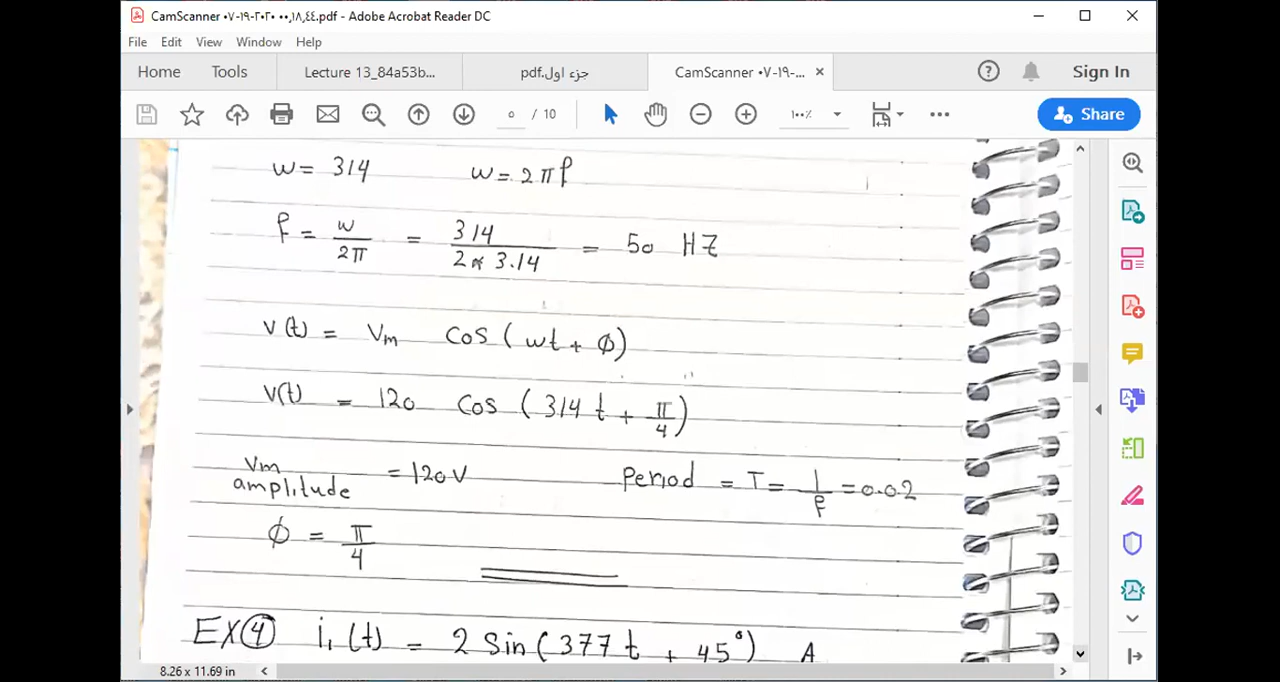 CamScanner ٠٧-١٩-٢٠٢٠ ٠٠,١٨,٤٤.pdf - Adobe Acrobat Reader DC
File Edit View Window Help
Home Tools Lecture 13_84a53b... جزء اول.pdf CamScanner ٠٧-١٩-... × Sign In
٥ / 10 ١٠٠٪ Share
w = 314 w = 2πf
f = w/2π = 314/2*3.14 = 50 HZ
v(t) = Vm cos(wt + φ)
v(t) = 120 cos(314t + π/4)
Vm amplitude = 120V Period = T = 1/f = 0.02
φ = π/4
EX④ i₁(t) = 2 Sin(377t + 45°) A
8.26 x 11.69 in